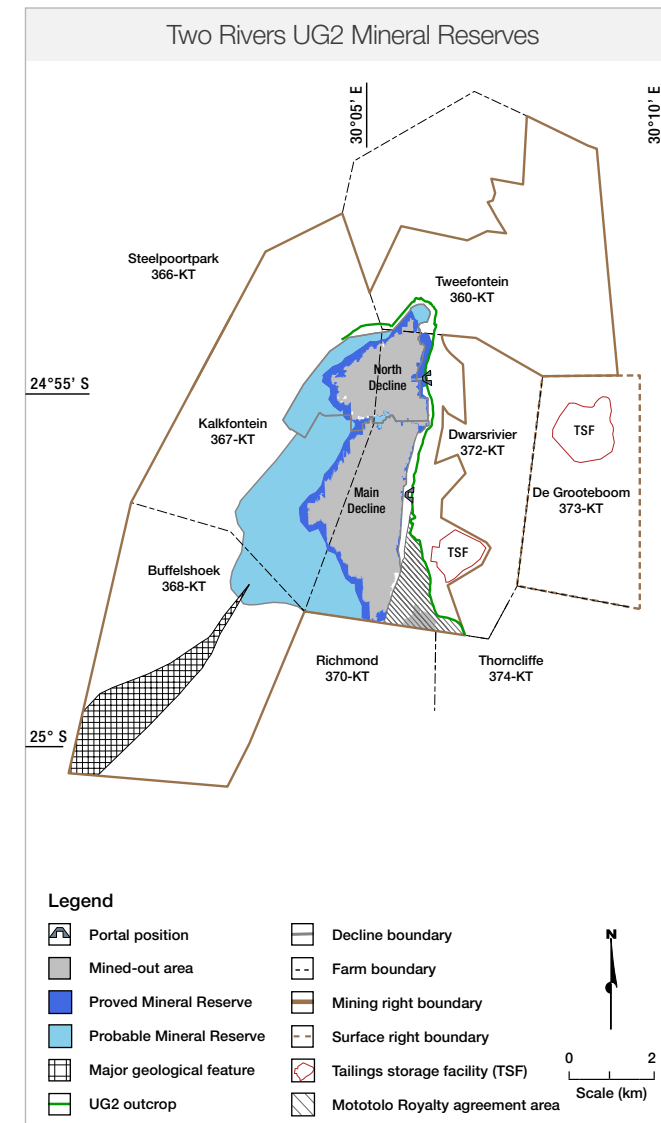 Two Rivers UG2 Mineral Reserves
30°05' E
30°10' E
Steelpoortpark
366-KT
Tweefontein
360-KT
24°55' S
North
Decline
Kalkfontein
367-KT
Dwarsrivier
372-KT
TSF
De Grooteboom
373-KT
Main
Decline
TSF
Buffelshoek
368-KT
Richmond
370-KT
Thorncliffe
374-KT
25° S
Legend
Portal position
Mined-out area
Proved Mineral Reserve
Probable Mineral Reserve
Major geological feature
UG2 outcrop
Decline boundary
Farm boundary
Mining right boundary
Surface right boundary
Tailings storage facility (TSF)
Mototolo Royalty agreement area
N
0 2
Scale (km)